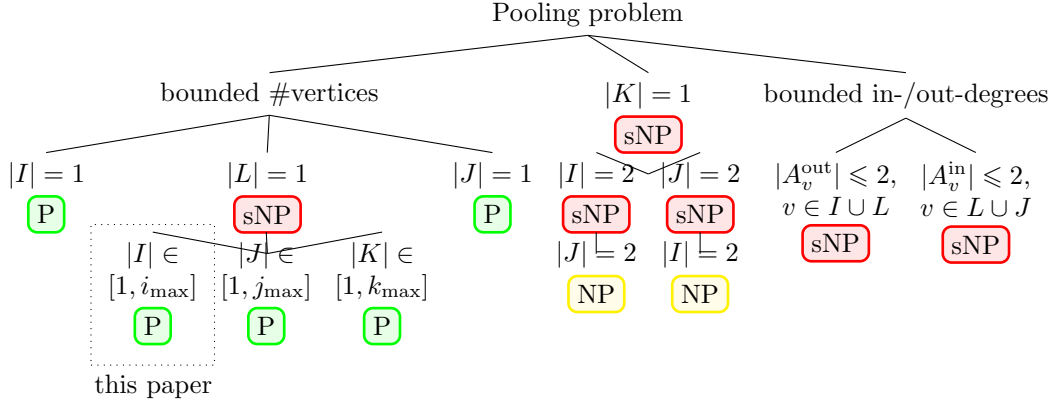 Pooling problem
bounded #vertices
|K| = 1
bounded in-/out-degrees
sNP
|I| = 1
|L| = 1
|J| = 1
|I| = 2
|J| = 2
|A_v^out| ⩽ 2,
v ∈ I ∪ L
|A_v^in| ⩽ 2,
v ∈ L ∪ J
P
sNP
P
sNP
sNP
sNP
sNP
|I| ∈
[1, i_max]
|J| ∈
[1, j_max]
|K| ∈
[1, k_max]
|J| = 2
|I| = 2
NP
NP
P
P
P
this paper